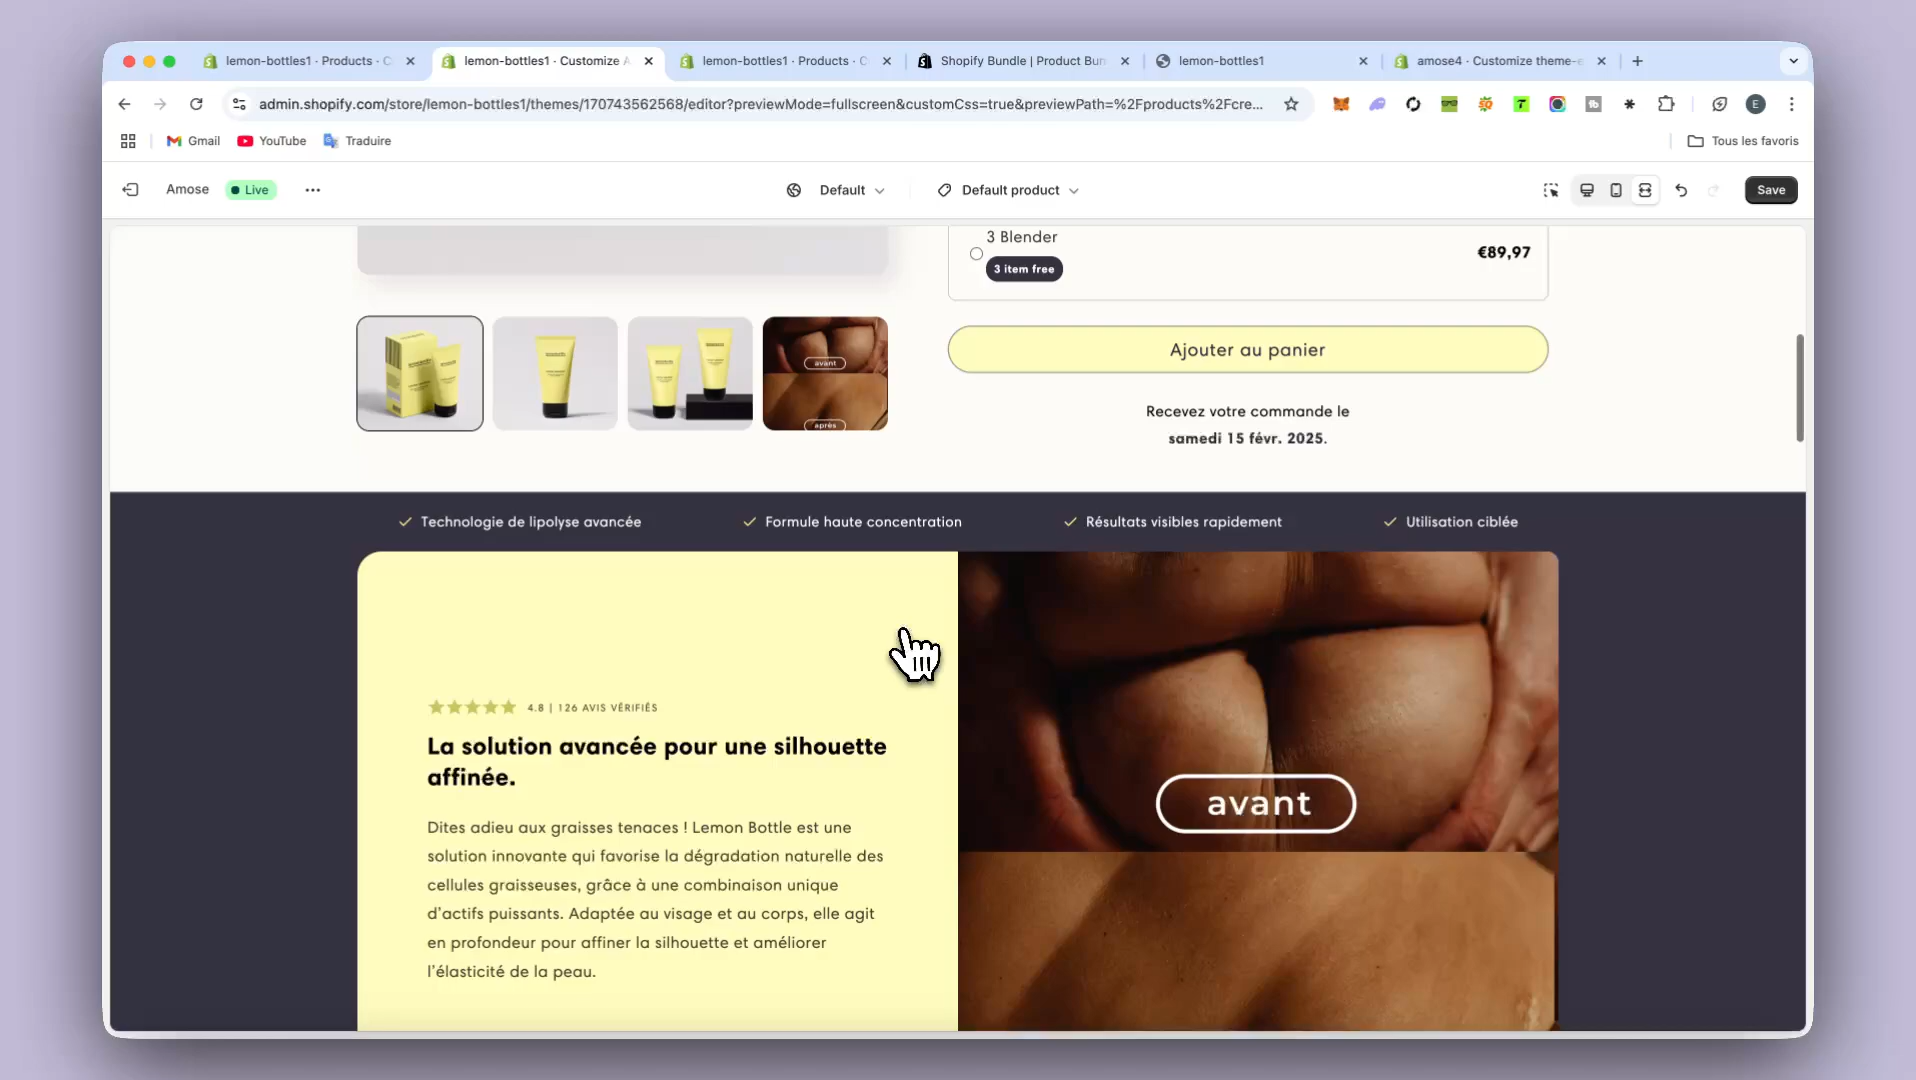 lemon-bottles1 · Products · C
lemon-bottles1 · Customize A
lemon-bottles1 · Products · C
Shopify Bundle | Product Bun
lemon-bottles1
amose4 · Customize theme-e
admin.shopify.com/store/lemon-bottles1/themes/170743562568/editor?previewMode=fullscreen&customCss=true&previewPath=%2Fproducts%2Fcre...
E
Gmail
YouTube
Traduire
Tous les favoris
Amose
Live
Default
Default product
Save
3 Blender
€89,97
3 item free
avant
après
Ajouter au panier
Recevez votre commande le
samedi 15 févr. 2025.
Technologie de lipolyse avancée
Formule haute concentration
Résultats visibles rapidement
Utilisation ciblée
4.8 | 126 AVIS VÉRIFIÉS
La solution avancée pour une silhouette
affinée.
Dites adieu aux graisses tenaces ! Lemon Bottle est une
solution innovante qui favorise la dégradation naturelle des
cellules graisseuses, grâce à une combinaison unique
d'actifs puissants. Adaptée au visage et au corps, elle agit
en profondeur pour affiner la silhouette et améliorer
l'élasticité de la peau.
avant